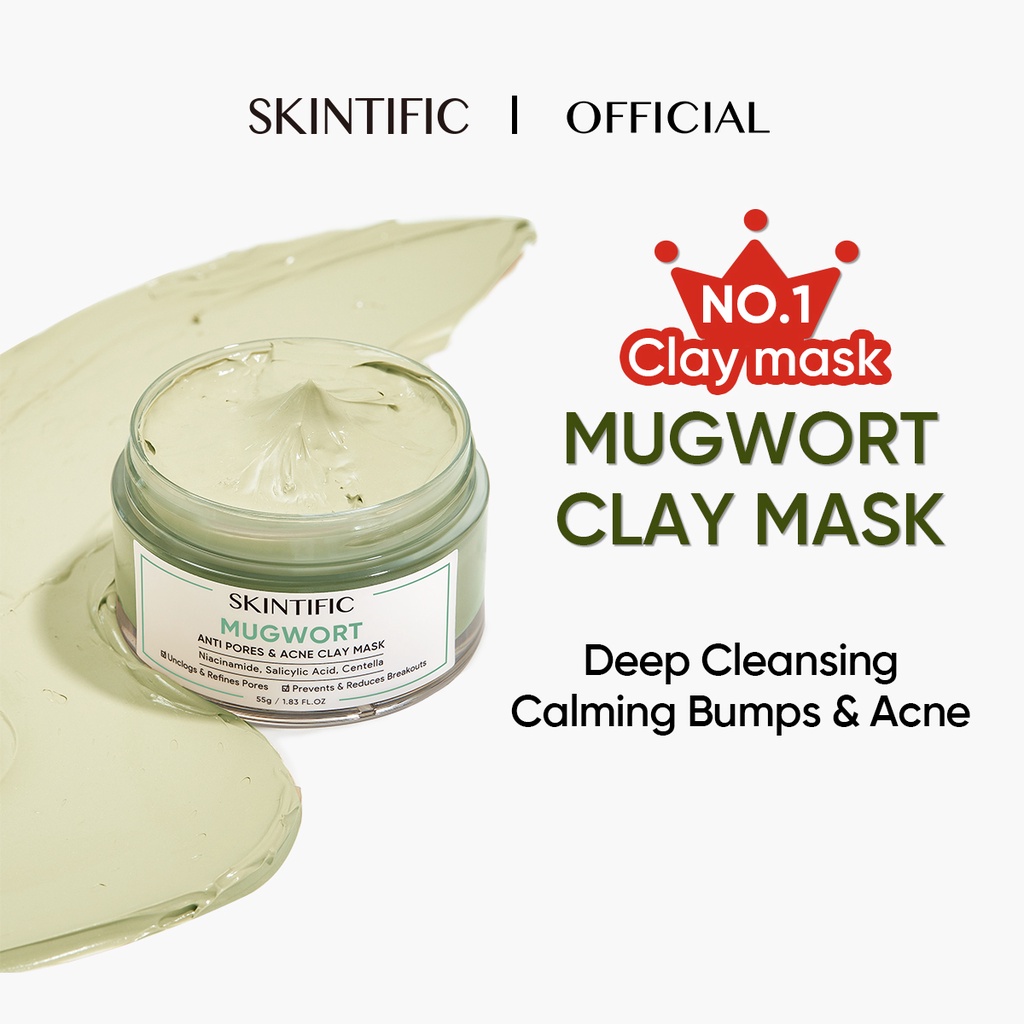 SKINTIFIC | OFFICIAL
NO.1
Clay mask
MUGWORT
CLAY MASK
Deep Cleansing
Calming Bumps & Acne
SKINTIFIC
MUGWORT
ANTI PORES & ACNE CLAY MASK
Niacinamide, Salicylic Acid, Centella
☑ Unclogs & Refines Pores ☑ Prevents & Reduces Breakouts
55g / 1.83 FL.OZ